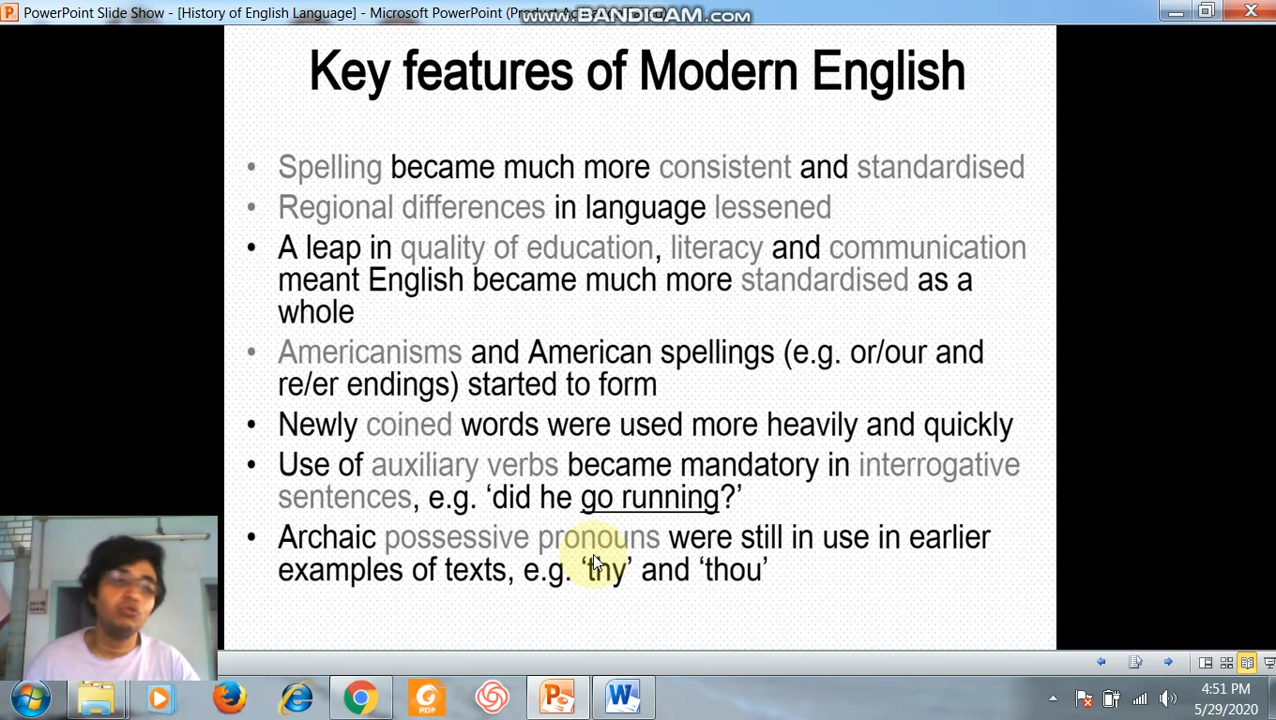 PowerPoint Slide Show - [History of English Language] - Microsoft PowerPoint
www.BANDICAM.com
Key features of Modern English
• Spelling became much more consistent and standardised
• Regional differences in language lessened
• A leap in quality of education, literacy and communication
meant English became much more standardised as a
whole
• Americanisms and American spellings (e.g. or/our and
re/er endings) started to form
• Newly coined words were used more heavily and quickly
• Use of auxiliary verbs became mandatory in interrogative
sentences, e.g. ‘did he go running?’
• Archaic possessive pronouns were still in use in earlier
examples of texts, e.g. ‘thy’ and ‘thou’
PDF
4:51 PM
5/29/2020